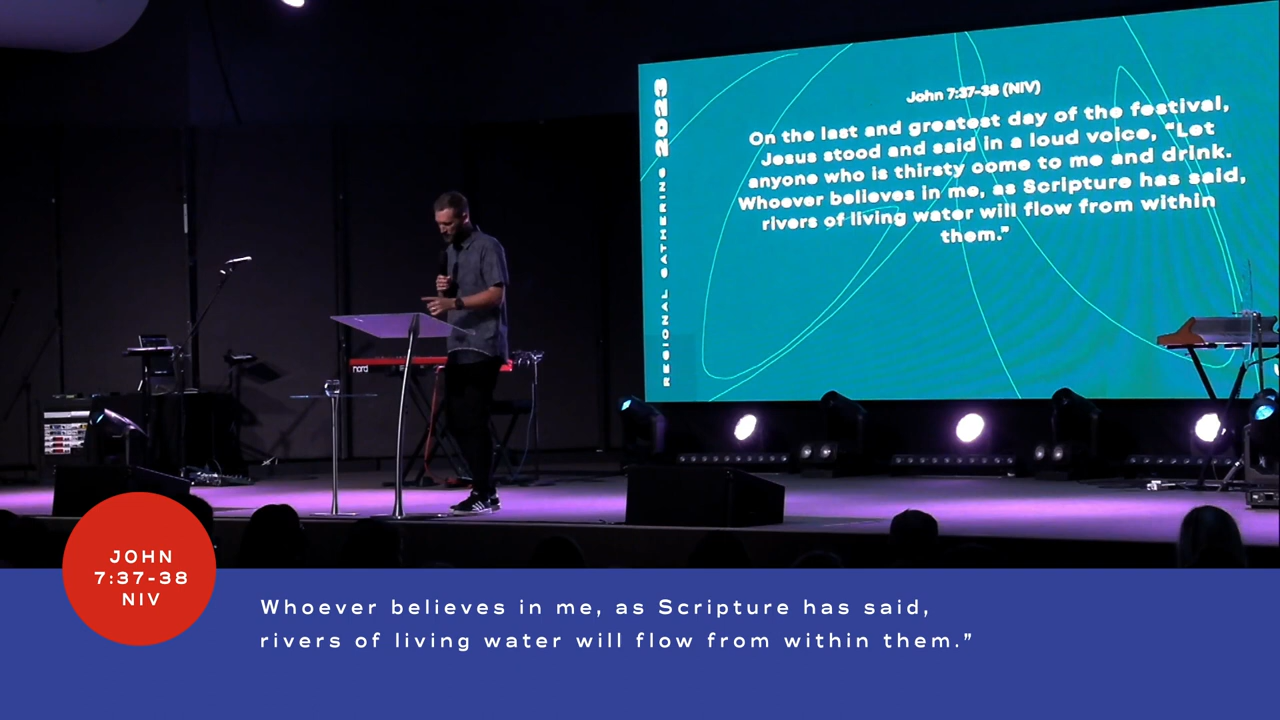 REGIONAL GATHERING 2023
John 7:37-38 (NIV)
On the last and greatest day of the festival,
Jesus stood and said in a loud voice, “Let
anyone who is thirsty come to me and drink.
Whoever believes in me, as Scripture has said,
rivers of living water will flow from within
them.”
nord
JOHN
7:37-38
NIV
Whoever believes in me, as Scripture has said,
rivers of living water will flow from within them.”